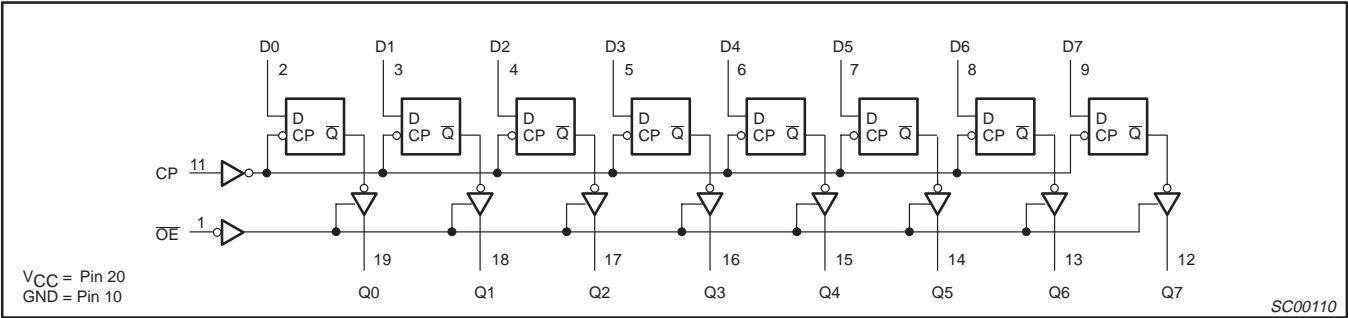 D0 D1 D2 D3 D4 D5 D6 D7
2 3 4 5 6 7 8 9
D D D D D D D D
CP Q̅ CP Q̅ CP Q̅ CP Q̅ CP Q̅ CP Q̅ CP Q̅ CP Q̅
CP 11
O̅E̅ 1
19 18 17 16 15 14 13 12
VCC = Pin 20
GND = Pin 10
Q0 Q1 Q2 Q3 Q4 Q5 Q6 Q7
SC00110